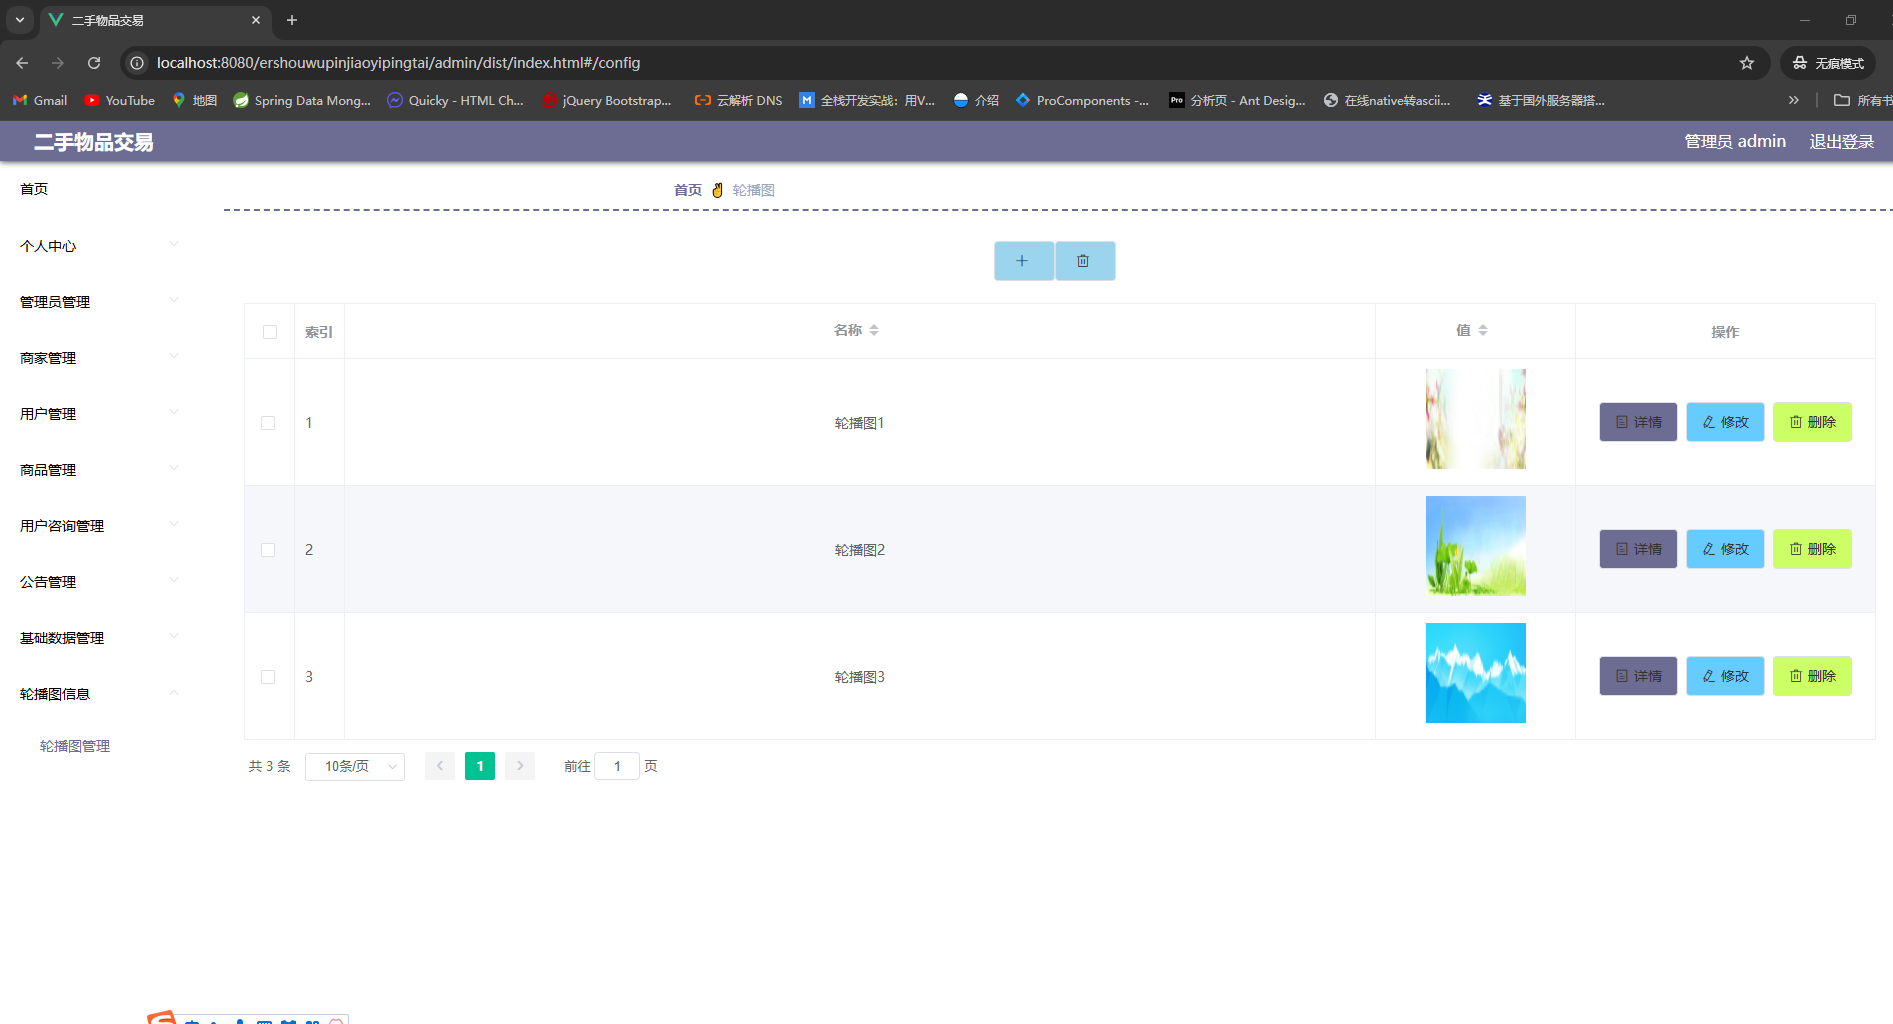 二手物品交易
localhost:8080/ershouwupinjiaoyipingtai/admin/dist/index.html#/config
无痕模式
Gmail YouTube 地图 Spring Data Mong... Quicky - HTML Ch... jQuery Bootstrap... 云解析 DNS 全栈开发实战：用V... 介绍 ProComponents -... Pro 分析页 - Ant Desig... 在线native转ascii... 基于国外服务器搭... 所有书
二手物品交易
管理员 admin 退出登录
首页
个人中心
管理员管理
商家管理
用户管理
商品管理
用户咨询管理
公告管理
基础数据管理
轮播图信息
轮播图管理
首页 轮播图
索引 名称 值 操作
1 轮播图1 详情 修改 删除
2 轮播图2 详情 修改 删除
3 轮播图3 详情 修改 删除
共 3 条 10条/页 1 前往 1 页